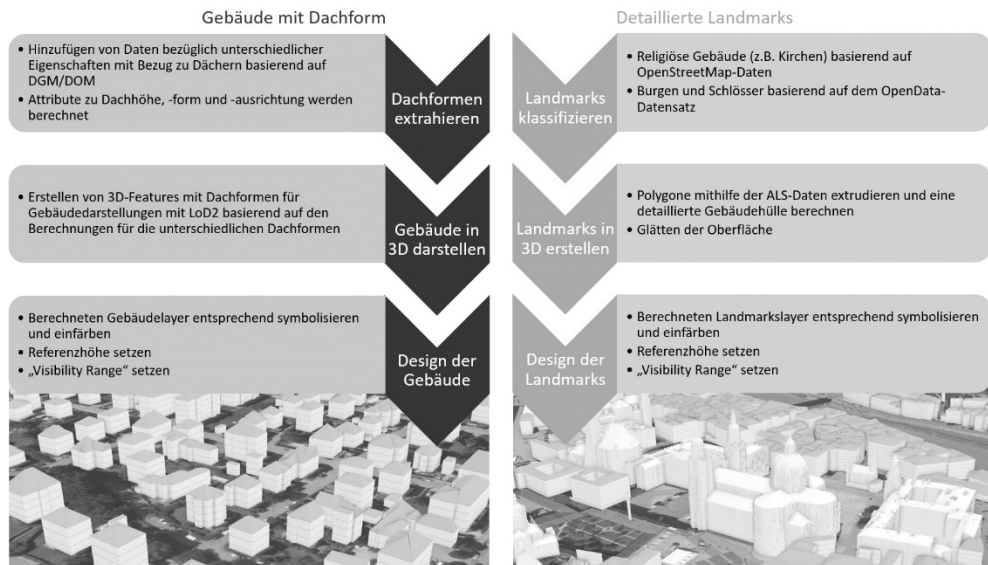 Gebäude mit Dachform
• Hinzufügen von Daten bezüglich unterschiedlicher
Eigenschaften mit Bezug zu Dächern basierend auf
DGM/DOM
• Attribute zu Dachhöhe, -form und -ausrichtung werden
berechnet
Dachformen
extrahieren
• Erstellen von 3D-Features mit Dachformen für
Gebäudedarstellungen mit LoD2 basierend auf den
Berechnungen für die unterschiedlichen Dachformen
Gebäude in
3D darstellen
• Berechneten Gebäudelayer entsprechend symbolisieren
und einfärben
• Referenzhöhe setzen
• „Visibility Range“ setzen
Design der
Gebäude
Detaillierte Landmarks
Landmarks
klassifizieren
• Religiöse Gebäude (z.B. Kirchen) basierend auf
OpenStreetMap-Daten
• Burgen und Schlösser basierend auf dem OpenData-
Datensatz
Landmarks in
3D erstellen
• Polygone mithilfe der ALS-Daten extrudieren und eine
detaillierte Gebäudehülle berechnen
• Glätten der Oberfläche
Design der
Landmarks
• Berechneten Landmarkslayer entsprechend symbolisieren
und einfärben
• Referenzhöhe setzen
• „Visibility Range“ setzen